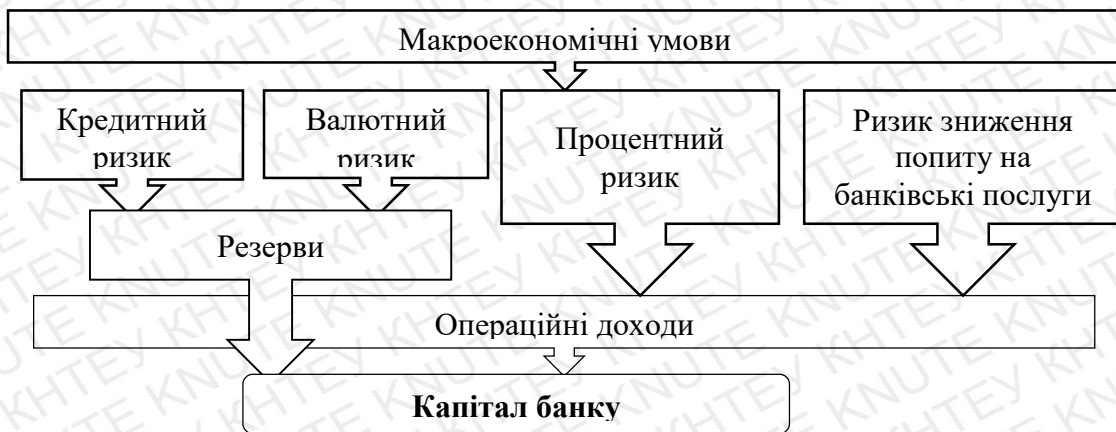 Макроекономічні умови
Кредитний
ризик
Валютний
ризик
Процентний
ризик
Ризик зниження
попиту на
банківські послуги
Резерви
Операційні доходи
Капітал банку